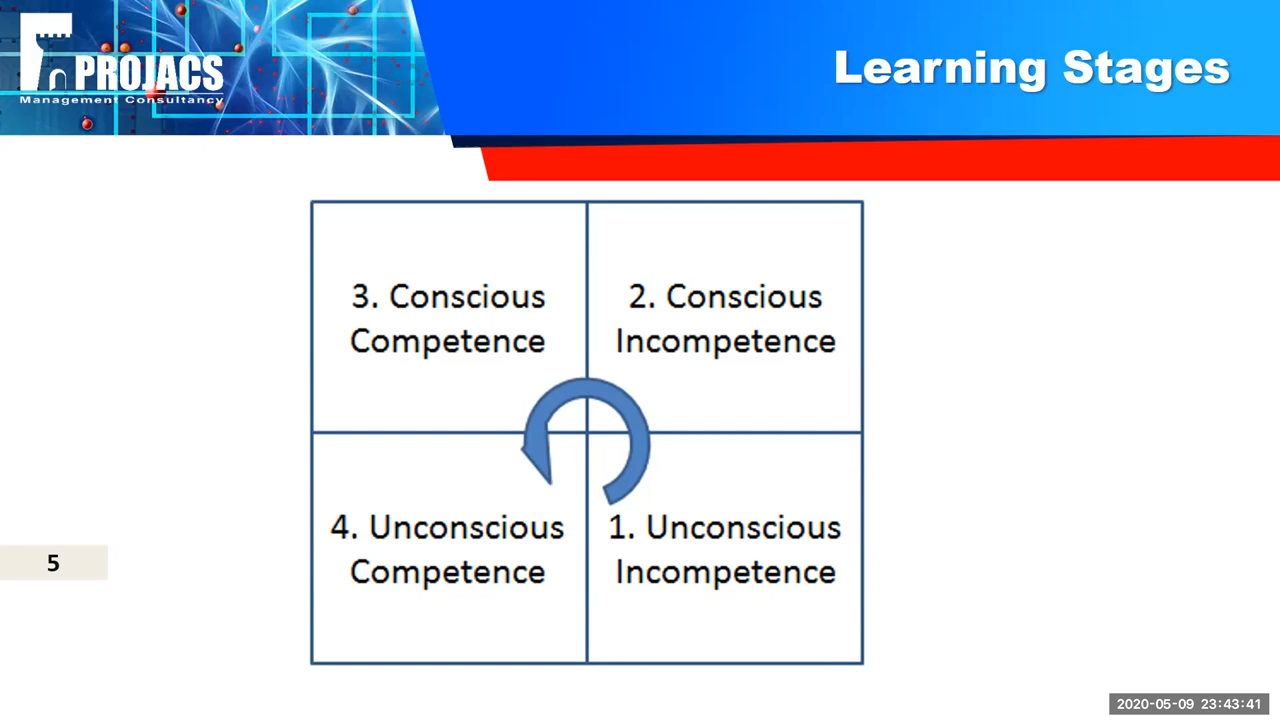 PROJACS
Management Consultancy
Learning Stages
3. Conscious
Competence
2. Conscious
Incompetence
4. Unconscious
Competence
1. Unconscious
Incompetence
5
2020-05-09 23:43:41